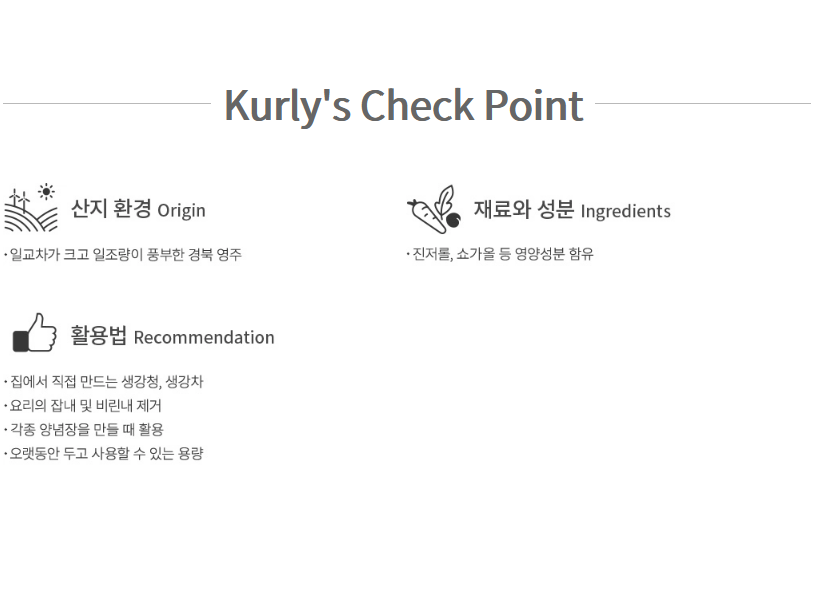 Kurly's Check Point
산지 환경 Origin
· 일교차가 크고 일조량이 풍부한 경북 영주
재료와 성분 Ingredients
· 진저롤, 쇼가올 등 영양성분 함유
활용법 Recommendation
· 집에서 직접 만드는 생강청, 생강차
· 요리의 잡내 및 비린내 제거
· 각종 양념장을 만들 때 활용
· 오랫동안 두고 사용할 수 있는 용량